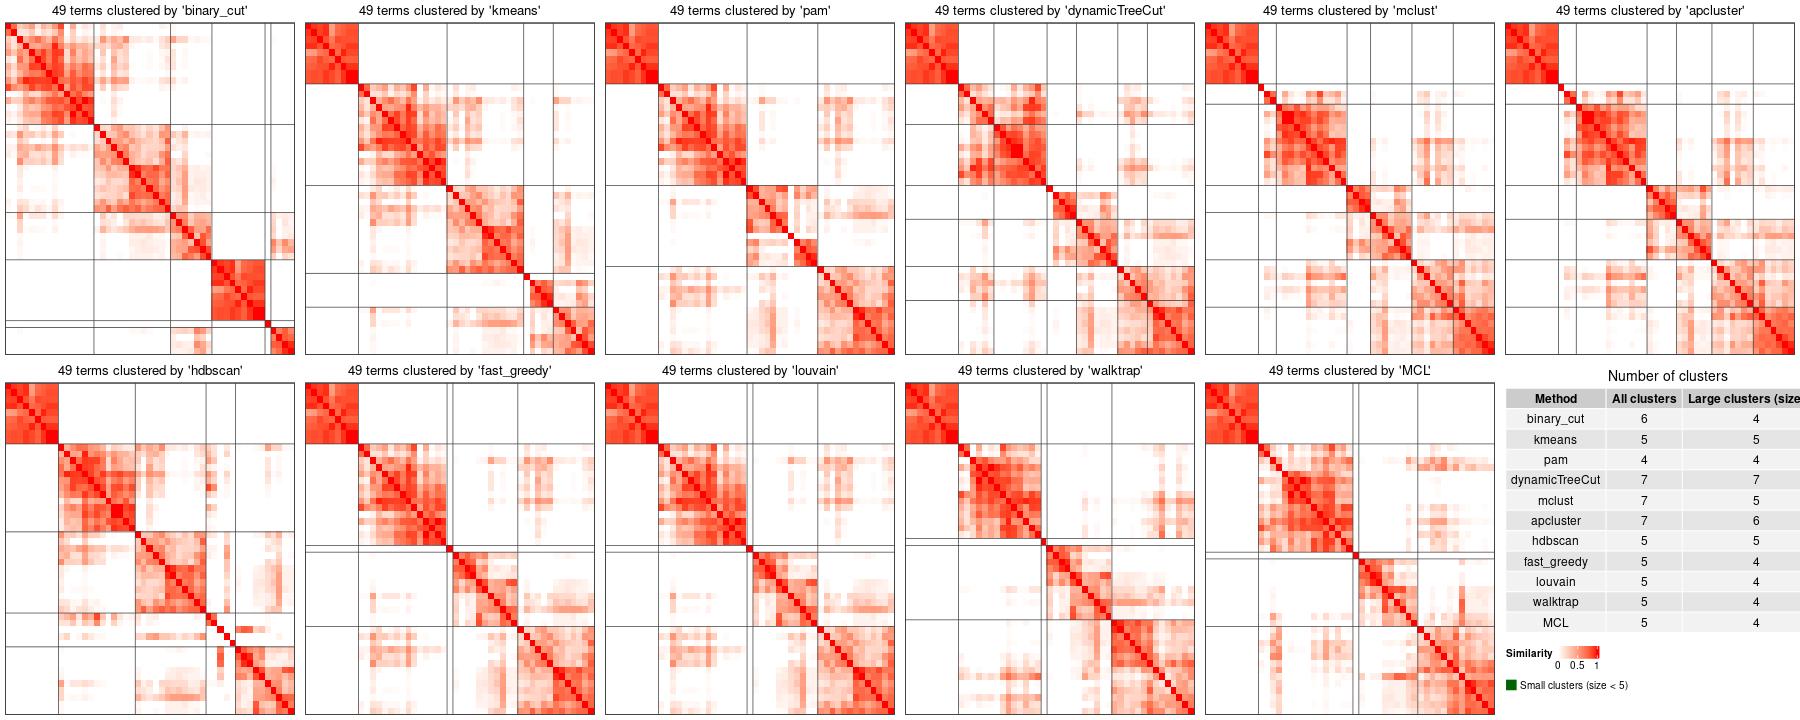 49 terms clustered by 'binary_cut'
49 terms clustered by 'kmeans'
49 terms clustered by 'pam'
49 terms clustered by 'dynamicTreeCut'
49 terms clustered by 'mclust'
49 terms clustered by 'apcluster'
49 terms clustered by 'hdbscan'
49 terms clustered by 'fast_greedy'
49 terms clustered by 'louvain'
49 terms clustered by 'walktrap'
49 terms clustered by 'MCL'
Number of clusters
Method All clusters Large clusters (size
binary_cut 6 4
kmeans 5 5
pam 4 4
dynamicTreeCut 7 7
mclust 7 5
apcluster 7 6
hdbscan 5 5
fast_greedy 5 4
louvain 5 4
walktrap 5 4
MCL 5 4
Similarity
0 0.5 1
Small clusters (size < 5)